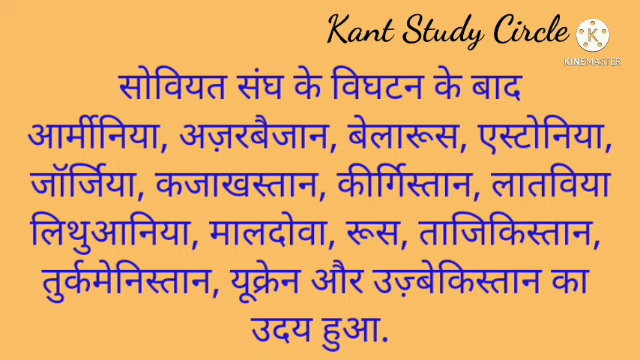 Kant Study Circle
K
KINEMASTER
सोवियत संघ के विघटन के बाद
आर्मीनिया, अज़रबैजान, बेलारूस, एस्टोनिया,
जॉर्जिया, कजाखस्तान, कीर्गिस्तान, लातविया
लिथुआनिया, मालदोवा, रूस, ताजिकिस्तान,
तुर्कमेनिस्तान, यूक्रेन और उज़्बेकिस्तान का
उदय हुआ.